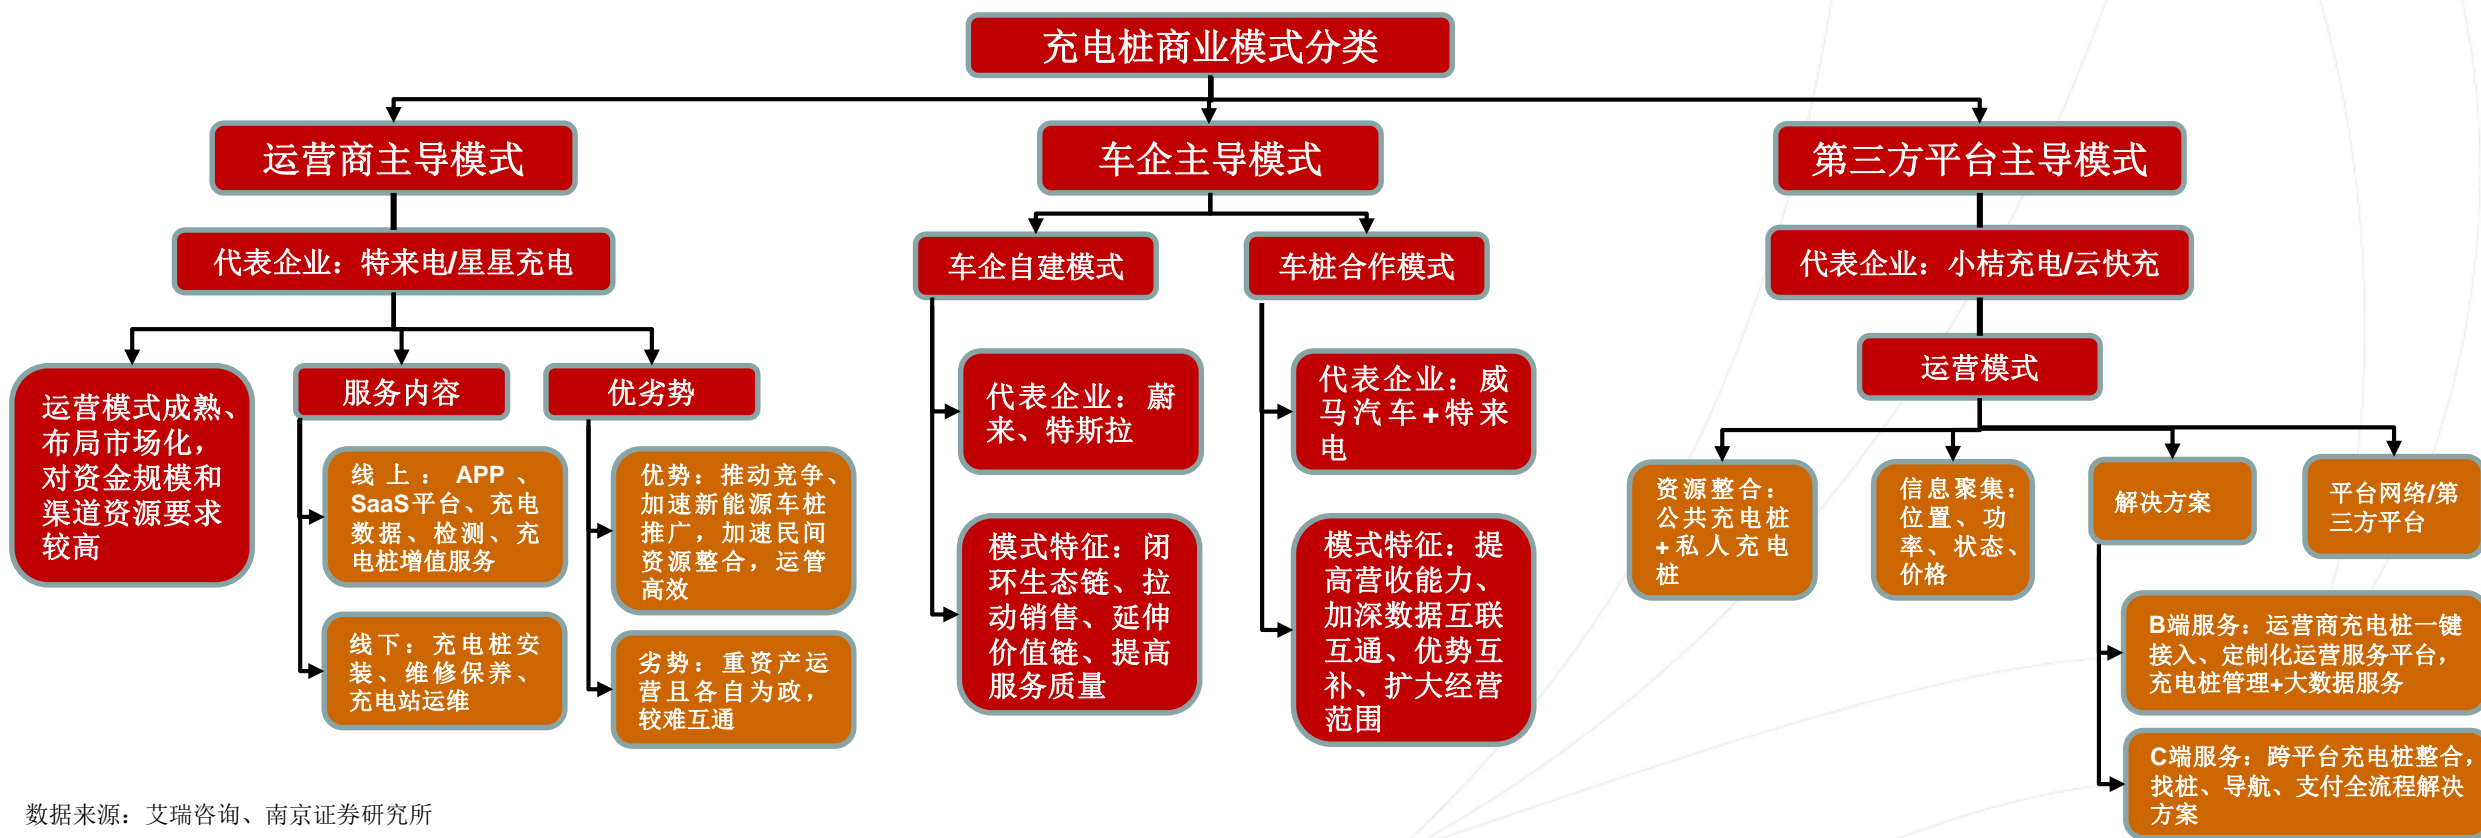 充电桩商业模式分类
运营商主导模式
车企主导模式
第三方平台主导模式
代表企业：特来电/星星充电
车企自建模式
车桩合作模式
代表企业：小桔充电/云快充
运营模式
运营模式成熟、
布局市场化，
对资金规模和
渠道资源要求
较高
服务内容
线上：APP、
SaaS平台、充电
数据、检测、充
电桩增值服务
线下：充电桩安
装、维修保养、
充电站运维
优劣势
优势：推动竞争、
加速新能源车桩
推广，加速民间
资源整合，运管
高效
劣势：重资产运
营且各自为政，
较难互通
代表企业：蔚
来、特斯拉
模式特征：闭
环生态链、拉
动销售、延伸
价值链、提高
服务质量
代表企业：威
马汽车+特来
电
模式特征：提
高营收能力、
加深数据互联
互通、优势互
补、扩大经营
范围
资源整合：
公共充电桩
+私人充电
桩
信息聚集：
位置、功
率、状态、
价格
解决方案
平台网络/第
三方平台
B端服务：运营商充电桩一键
接入、定制化运营服务平台，
充电桩管理+大数据服务
C端服务：跨平台充电桩整合，
找桩、导航、支付全流程解决
方案
数据来源：艾瑞咨询、南京证券研究所